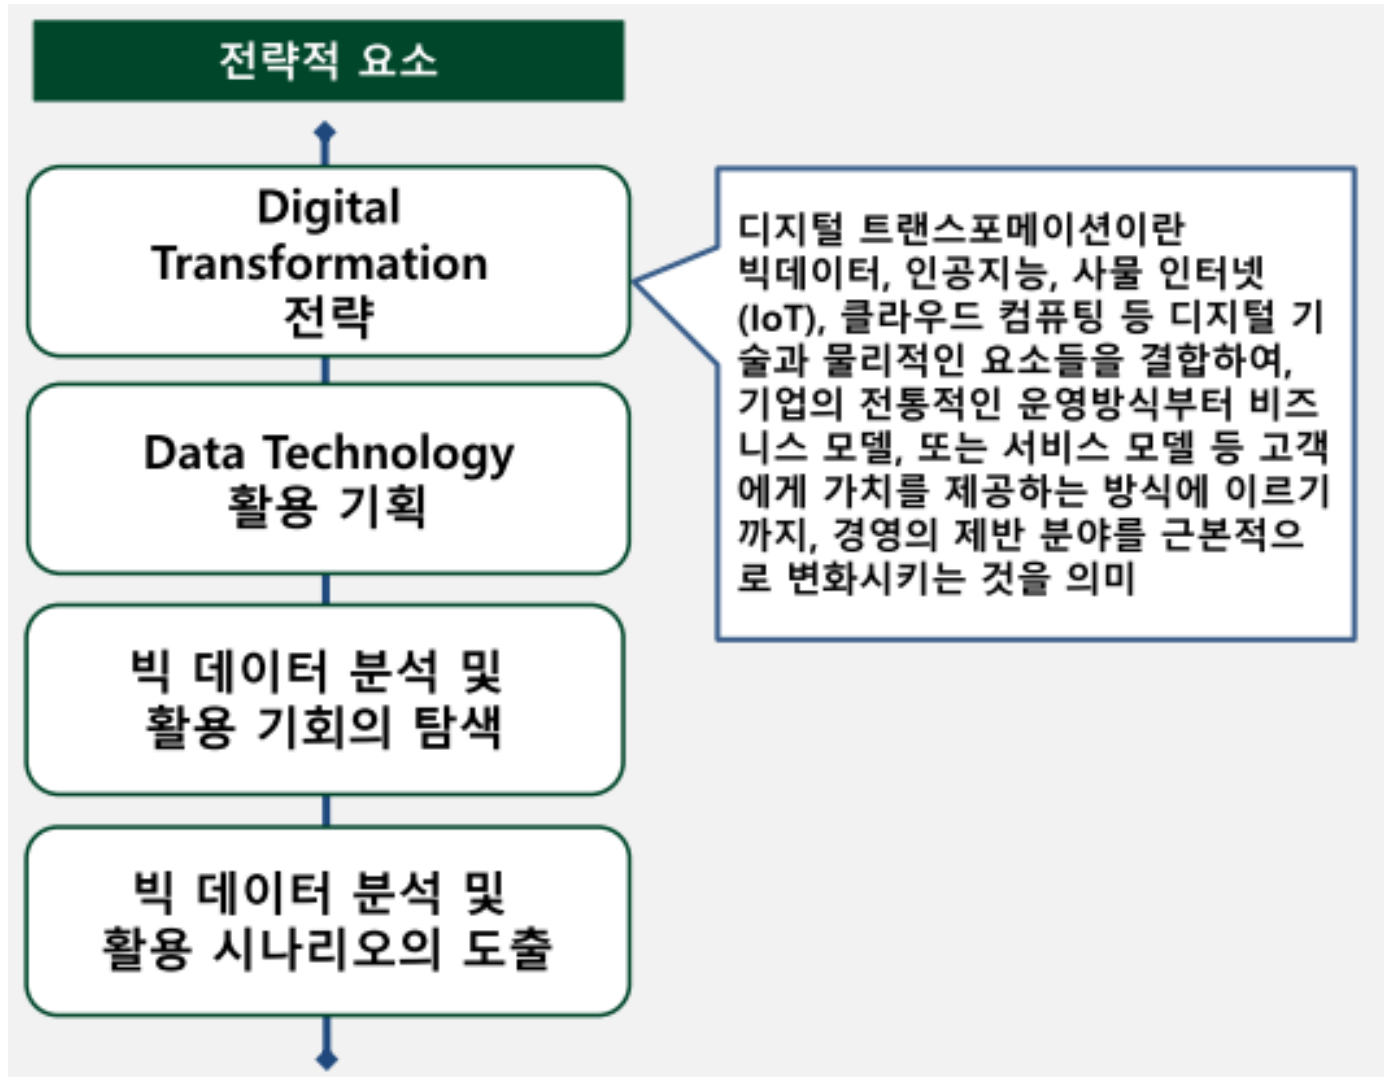 전략적 요소
Digital
Transformation
전략
디지털 트랜스포메이션이란
빅데이터, 인공지능, 사물 인터넷
(IoT), 클라우드 컴퓨팅 등 디지털 기
술과 물리적인 요소들을 결합하여,
기업의 전통적인 운영방식부터 비즈
니스 모델, 또는 서비스 모델 등 고객
에게 가치를 제공하는 방식에 이르기
까지, 경영의 제반 분야를 근본적으
로 변화시키는 것을 의미
Data Technology
활용 기획
빅 데이터 분석 및
활용 기회의 탐색
빅 데이터 분석 및
활용 시나리오의 도출